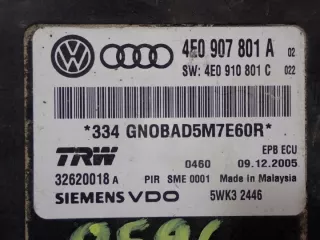 4E0 907 801 A 02
SW: 4E0 910 801 C 022
*334 GNOBAD5M7E60R*
EPB ECU
TRW 0460 09.12.2005
32620018 A PIR SME 0001 Made in Malaysia
SIEMENS VDO 5WK3 2446